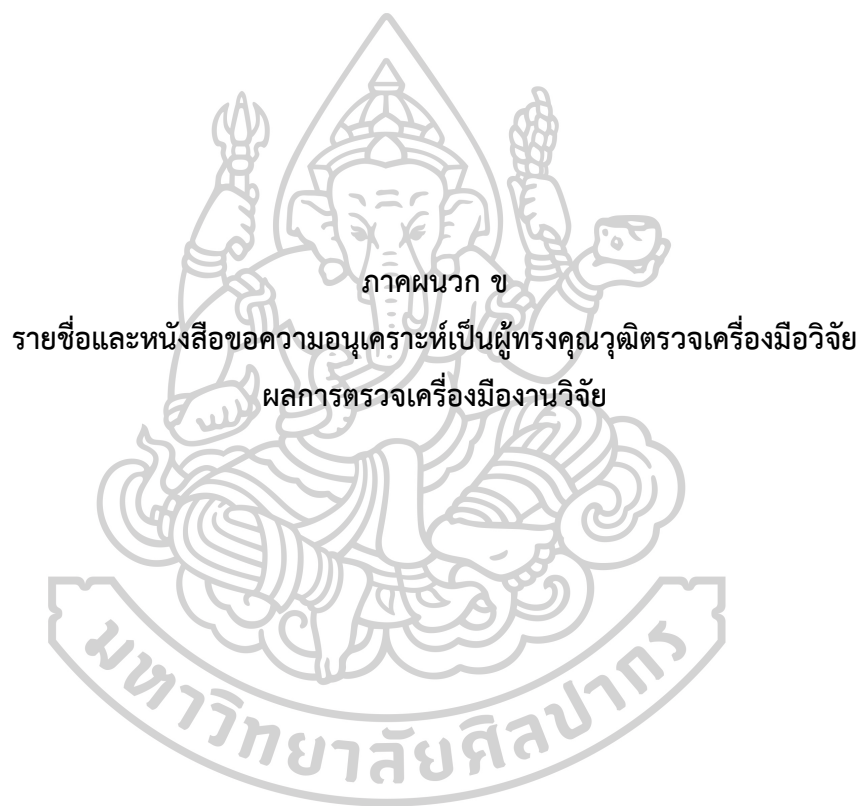 ภาคผนวก ข
รายชื่อและหนังสือขอความอนุเคราะห์เป็นผู้ทรงคุณวุฒิตรวจเครื่องมือวิจัย
ผลการตรวจเครื่องมืองานวิจัย
มหาวิทยาลัยศิลปากร